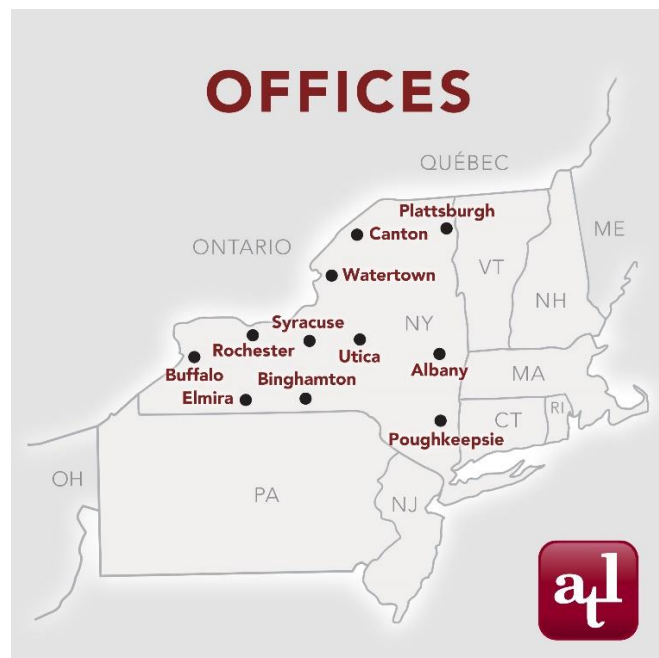 OFFICES
QUÉBEC
Plattsburgh
Canton
ME
ONTARIO
VT
Watertown
NH
Syracuse
NY
Rochester
Utica
Albany
Buffalo
Binghamton
MA
Elmira
RI
CT
Poughkeepsie
OH
PA
NJ
atl